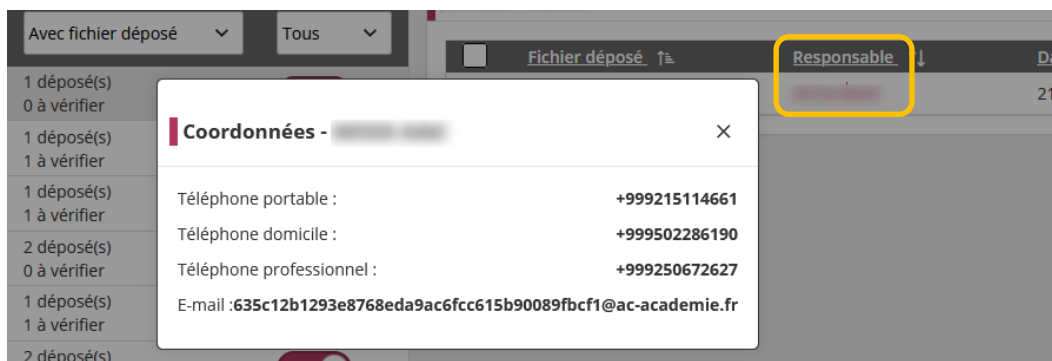 Avec fichier déposé
Tous
Fichier déposé
Responsable
1 déposé(s)
0 à vérifier
21
1 déposé(s)
1 à vérifier
1 déposé(s)
1 à vérifier
2 déposé(s)
0 à vérifier
1 déposé(s)
1 à vérifier
2 déposé(s)
Coordonnées -
Téléphone portable : +999215114661
Téléphone domicile : +999502286190
Téléphone professionnel : +999250672627
E-mail :635c12b1293e8768eda9ac6fcc615b90089fbcf1@ac-academie.fr